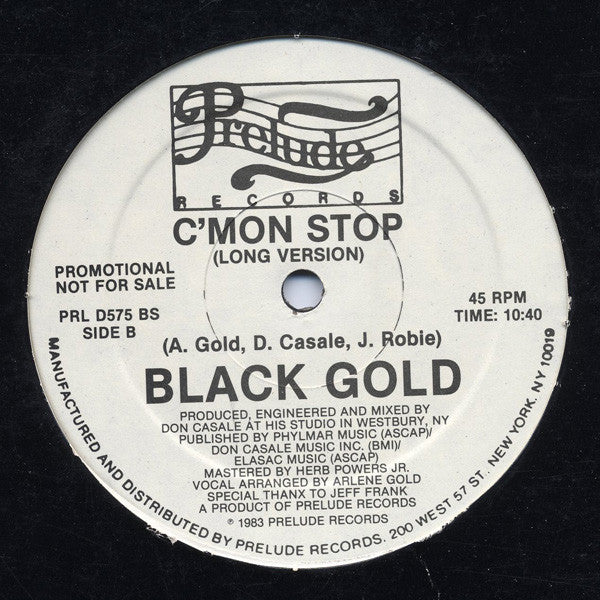 Prelude
RECORDS
C'MON STOP
(LONG VERSION)
PROMOTIONAL
NOT FOR SALE
PRL D575 BS
SIDE B
45 RPM
TIME: 10:40
(A. Gold, D. Casale, J. Robie)
BLACK GOLD
PRODUCED, ENGINEERED AND MIXED BY
DON CASALE AT HIS STUDIO IN WESTBURY, NY
PUBLISHED BY PHYLMAR MUSIC (ASCAP)/
DON CASALE MUSIC INC. (BMI)/
ELASAC MUSIC (ASCAP)
MASTERED BY HERB POWERS JR.
VOCAL ARRANGED BY ARLENE GOLD
SPECIAL THANX TO JEFF FRANK
A PRODUCT OF PRELUDE RECORDS
℗ 1983 PRELUDE RECORDS
MANUFACTURED AND DISTRIBUTED BY PRELUDE RECORDS. 200 WEST 57 ST., NEW YORK. NY 10019